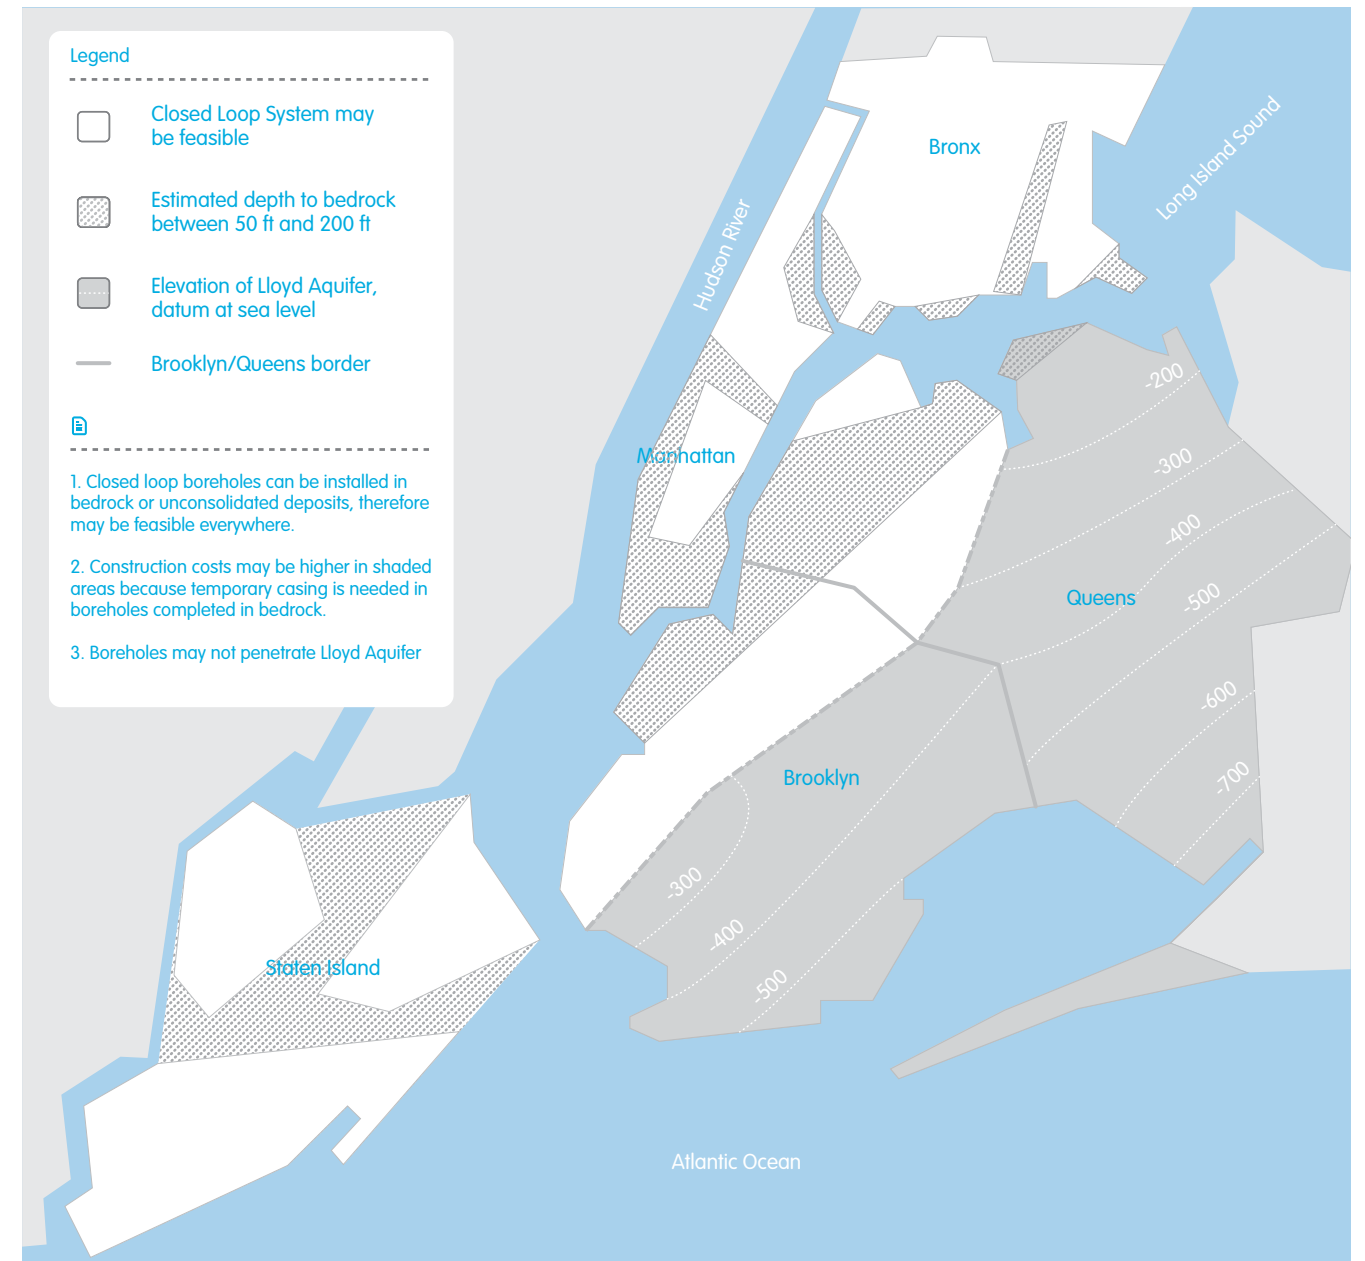 Legend
Closed Loop System may
be feasible
Estimated depth to bedrock
between 50 ft and 200 ft
Elevation of Lloyd Aquifer,
datum at sea level
Brooklyn/Queens border
1. Closed loop boreholes can be installed in
bedrock or unconsolidated deposits, therefore
may be feasible everywhere.
2. Construction costs may be higher in shaded
areas because temporary casing is needed in
boreholes completed in bedrock.
3. Boreholes may not penetrate Lloyd Aquifer
Bronx
Long Island Sound
Hudson River
Manhattan
-200
-300
-400
-500
Queens
-600
-700
Brooklyn
-300
-400
-500
Staten Island
Atlantic Ocean